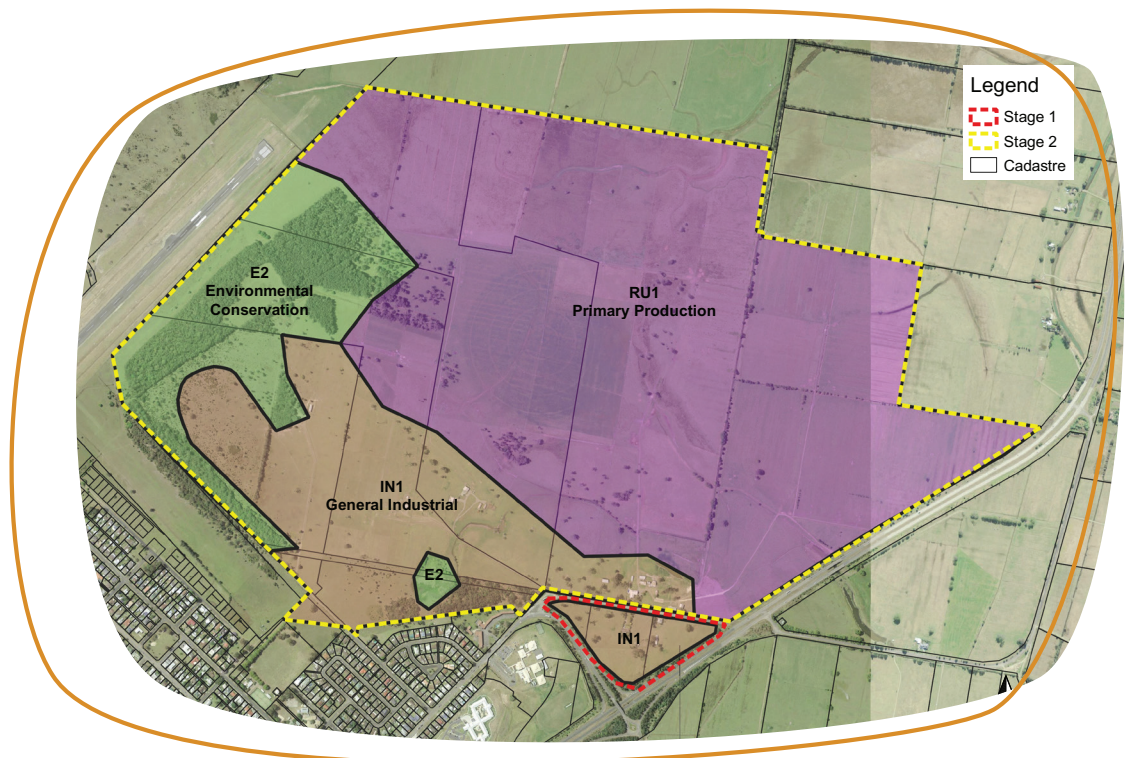 Legend
Stage 1
Stage 2
Cadastre
E2
Environmental
Conservation
RU1
Primary Production
IN1
General Industrial
E2
IN1